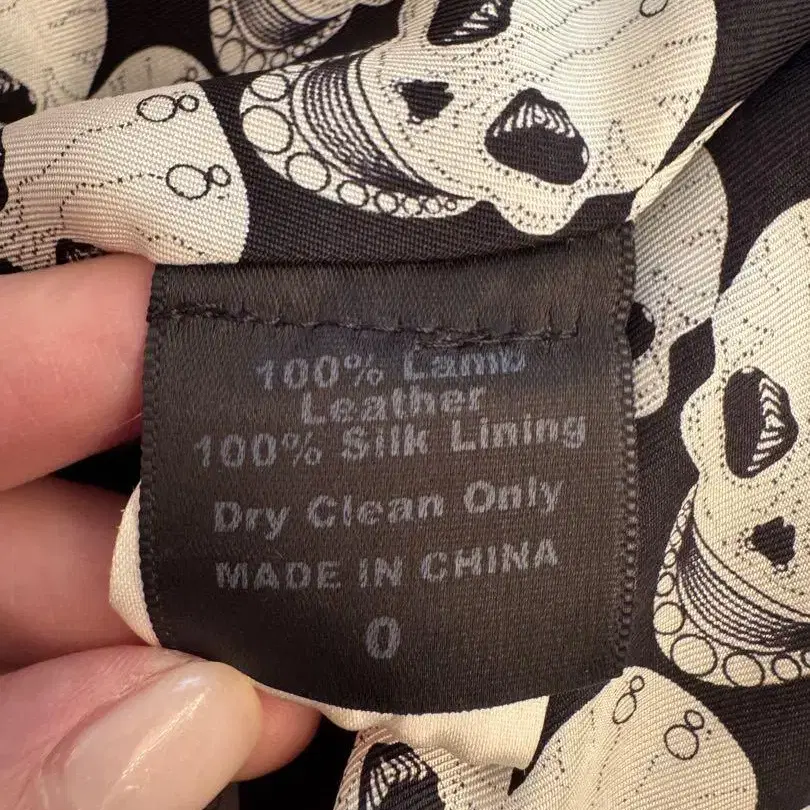 100% Lamb
Leather
100% Silk Lining
Dry Clean Only
MADE IN CHINA
0